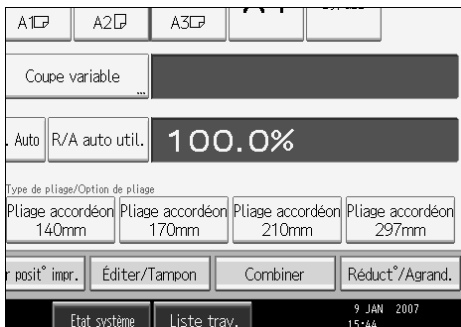 A1 A2 A3
Coupe variable
...
. Auto R/A auto util. 100.0%
Type de pliage/Option de pliage
Pliage accordéon Pliage accordéon Pliage accordéon Pliage accordéon
140mm 170mm 210mm 297mm
r posit° impr. Éditer/Tampon Combiner Réduct°/Agrand.
Etat système Liste trav. 9 JAN 2007
15:44